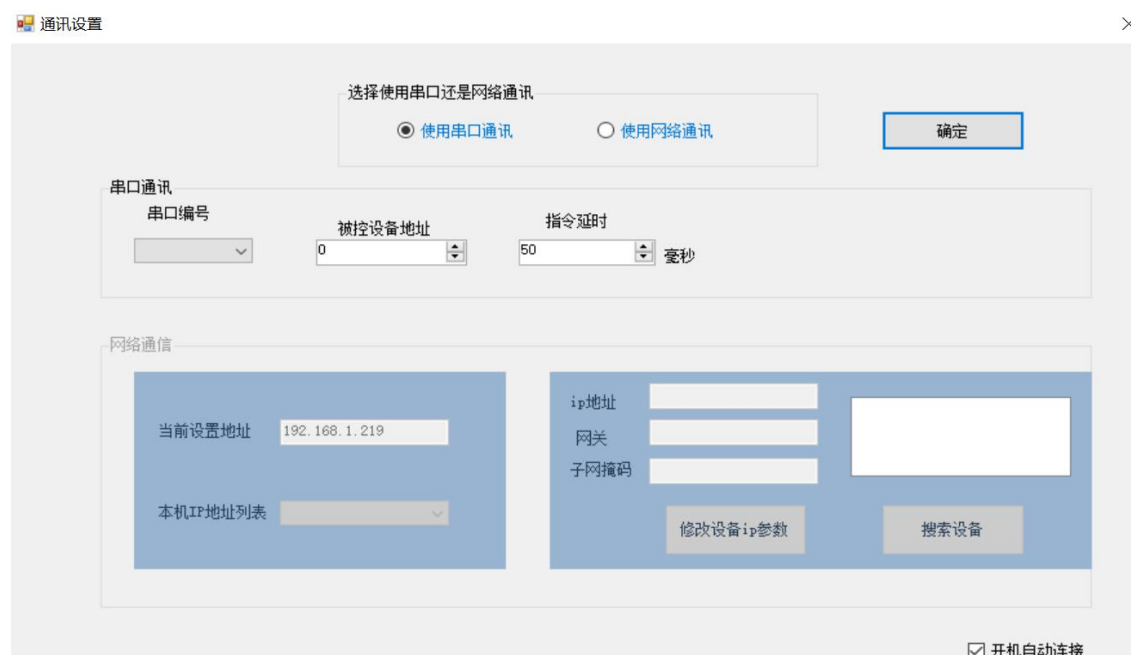 通讯设置
选择使用串口还是网络通讯
使用串口通讯 使用网络通讯
确定
串口通讯
串口编号
被控设备地址
指令延时
0
50
毫秒
网络通信
当前设置地址 192.168.1.219
本机IP地址列表
ip地址
网关
子网掩码
修改设备ip参数
搜索设备
开机自动连接